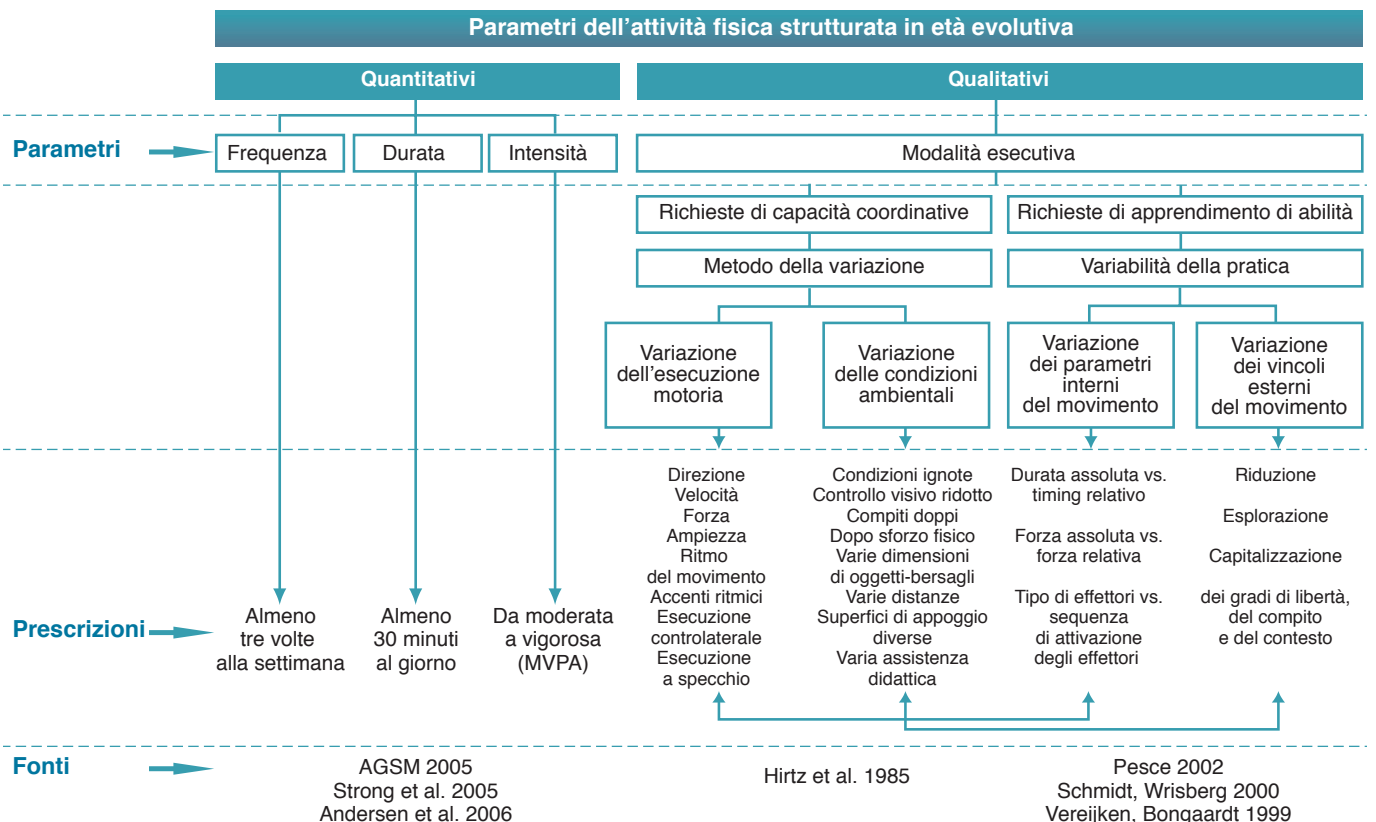 Parametri dell'attività fisica strutturata in età evolutiva
Quantitativi
Qualitativi
Parametri
Frequenza
Durata
Intensità
Modalità esecutiva
Richieste di capacità coordinative
Richieste di apprendimento di abilità
Metodo della variazione
Variabilità della pratica
Variazione
dell'esecuzione
motoria
Variazione
delle condizioni
ambientali
Variazione
dei parametri
interni
del movimento
Variazione
dei vincoli
esterni
del movimento
Prescrizioni
Almeno
tre volte
alla settimana
Almeno
30 minuti
al giorno
Da moderata
a vigorosa
(MVPA)
Direzione
Velocità
Forza
Ampiezza
Ritmo
del movimento
Accenti ritmici
Esecuzione
controlaterale
Esecuzione
a specchio
Condizioni ignote
Controllo visivo ridotto
Compiti doppi
Dopo sforzo fisico
Varie dimensioni
di oggetti-bersagli
Varie distanze
Superfici di appoggio
diverse
Varia assistenza
didattica
Durata assoluta vs.
timing relativo
Forza assoluta vs.
forza relativa
Tipo di effettori vs.
sequenza
di attivazione
degli effettori
Riduzione
Esplorazione
Capitalizzazione
dei gradi di libertà,
del compito
e del contesto
Fonti
AGSM 2005
Strong et al. 2005
Andersen et al. 2006
Hirtz et al. 1985
Pesce 2002
Schmidt, Wrisberg 2000
Vereijken, Bongaardt 1999